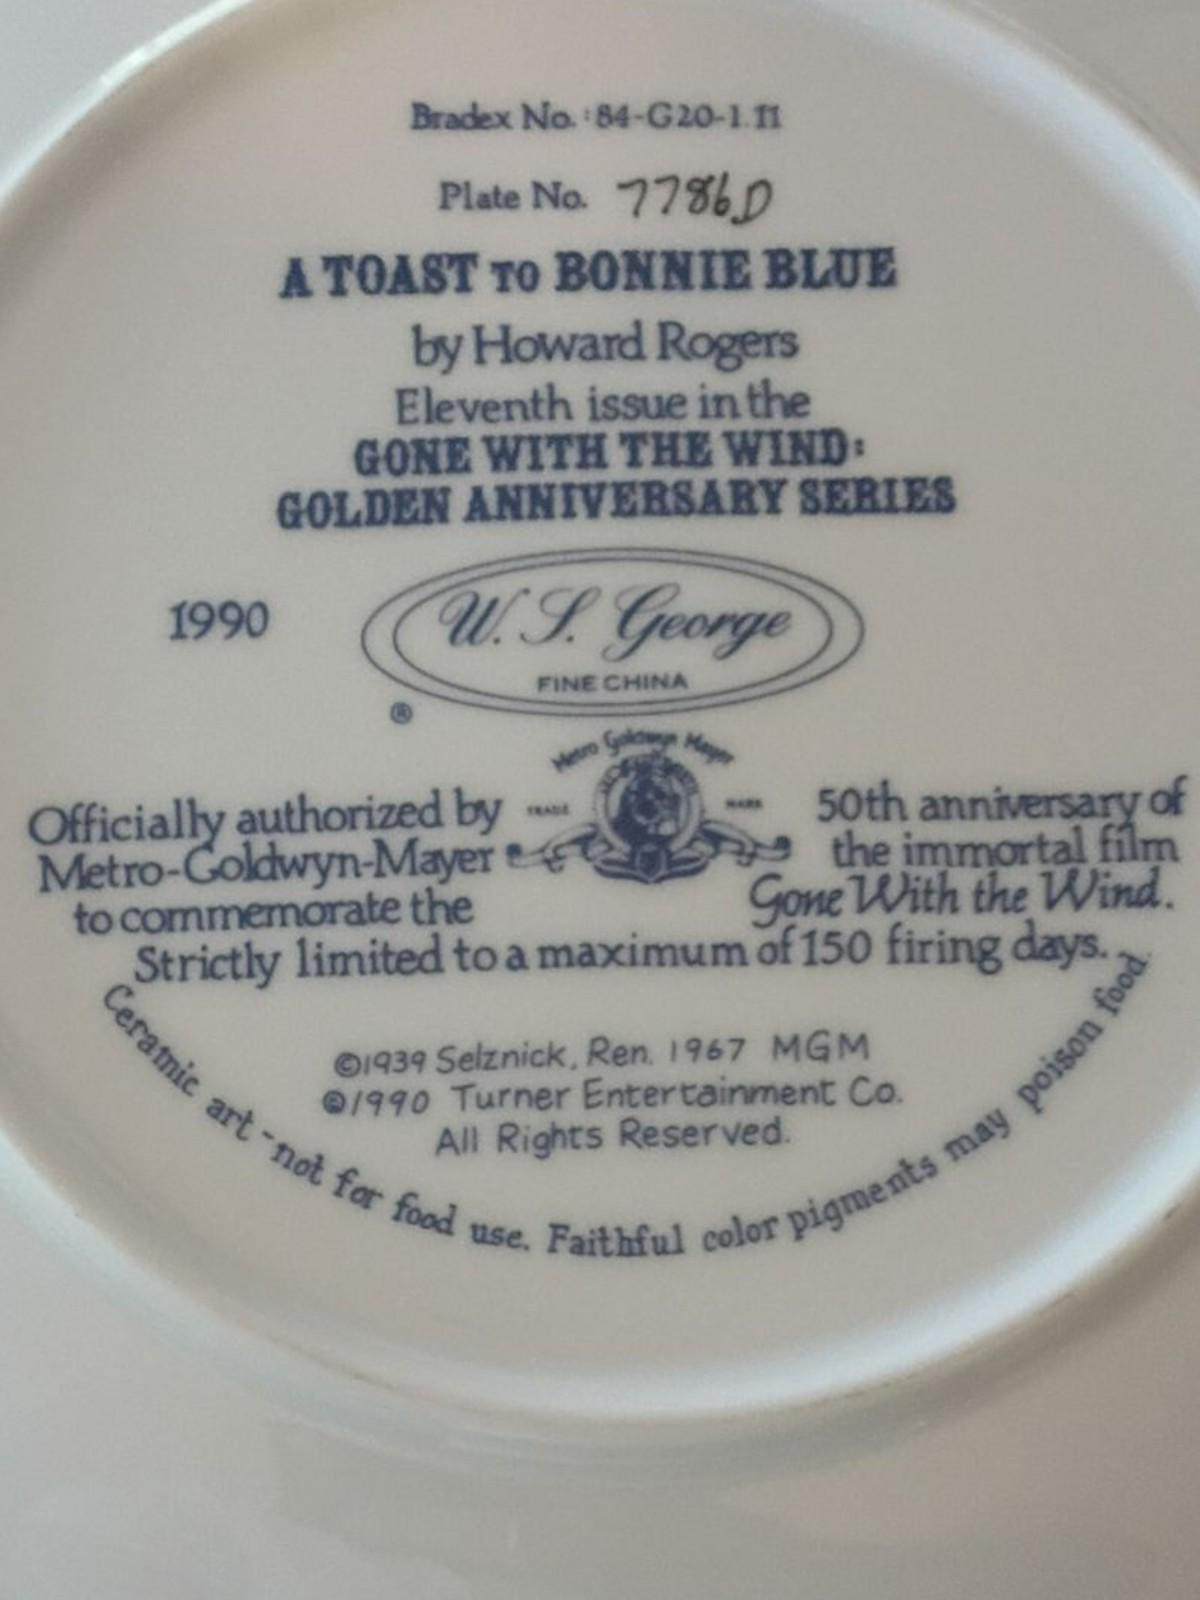 Bradex No.: 84-G20-1.11
Plate No. 7786D
A TOAST TO BONNIE BLUE
by Howard Rogers
Eleventh issue in the
GONE WITH THE WIND:
GOLDEN ANNIVERSARY SERIES
1990
W. S. George
FINE CHINA
®
Metro Goldwyn Mayer
TRADE MARK
Officially authorized by
Metro-Goldwyn-Mayer
to commemorate the
50th anniversary of
the immortal film
Gone With the Wind.
Strictly limited to a maximum of 150 firing days.
©1939 Selznick, Ren. 1967 MGM
©1990 Turner Entertainment Co.
All Rights Reserved.
Ceramic art - not for food use. Faithful color pigments may poison food.